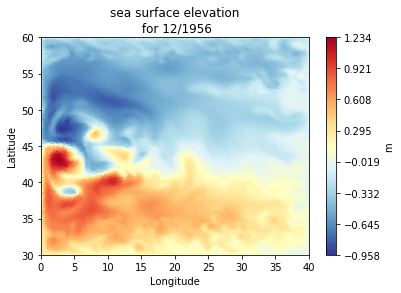 sea surface elevation
for 12/1956
60
55
50
45
40
35
30
Latitude
0 5 10 15 20 25 30 35 40
Longitude
1.234
0.921
0.608
0.295
−0.019
−0.332
−0.645
−0.958
m